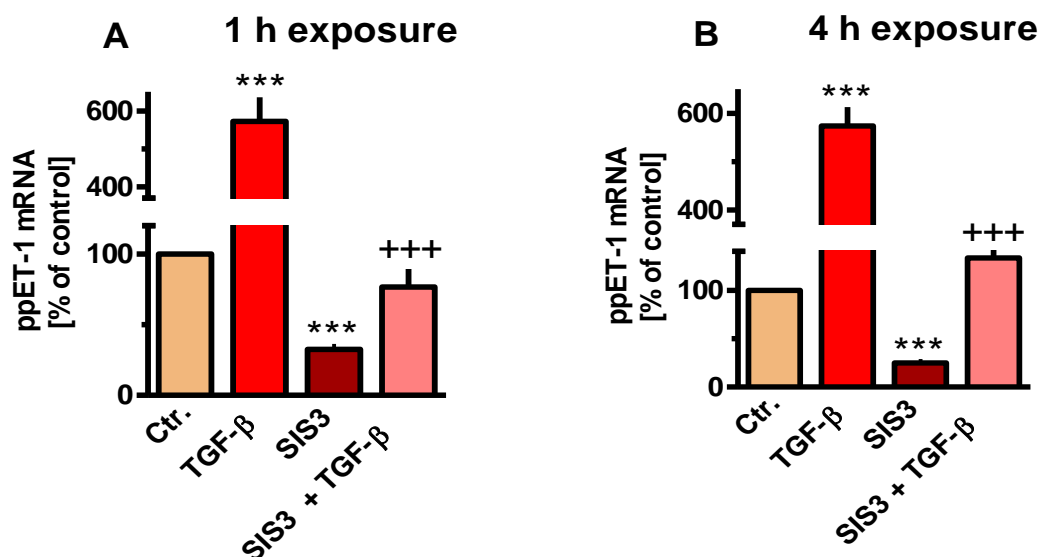 A
1 h exposure
ppET-1 mRNA
[% of control]
600
400
100
0
***
***
+++
Ctr.
TGF-β
SIS3
SIS3 + TGF-β
B
4 h exposure
ppET-1 mRNA
[% of control]
600
400
100
0
***
***
+++
Ctr.
TGF-β
SIS3
SIS3 + TGF-β